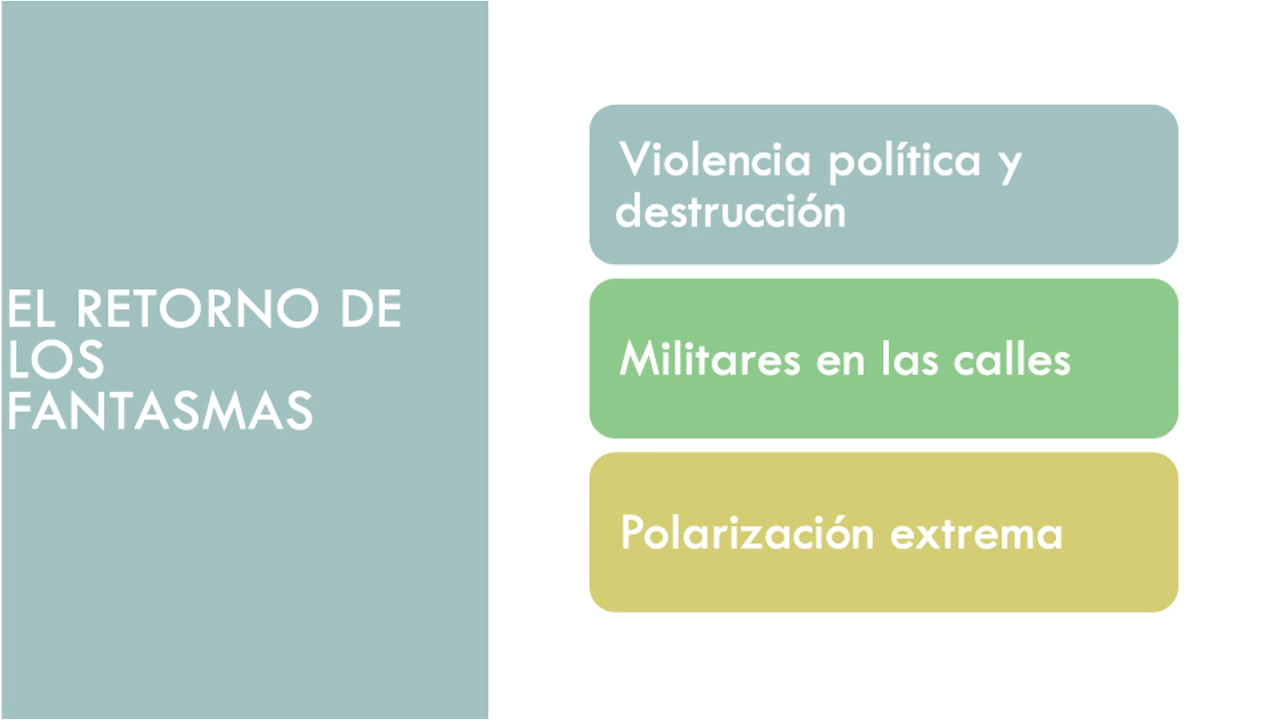 EL RETORNO DE
LOS
FANTASMAS
Violencia política y
destrucción
Militares en las calles
Polarización extrema